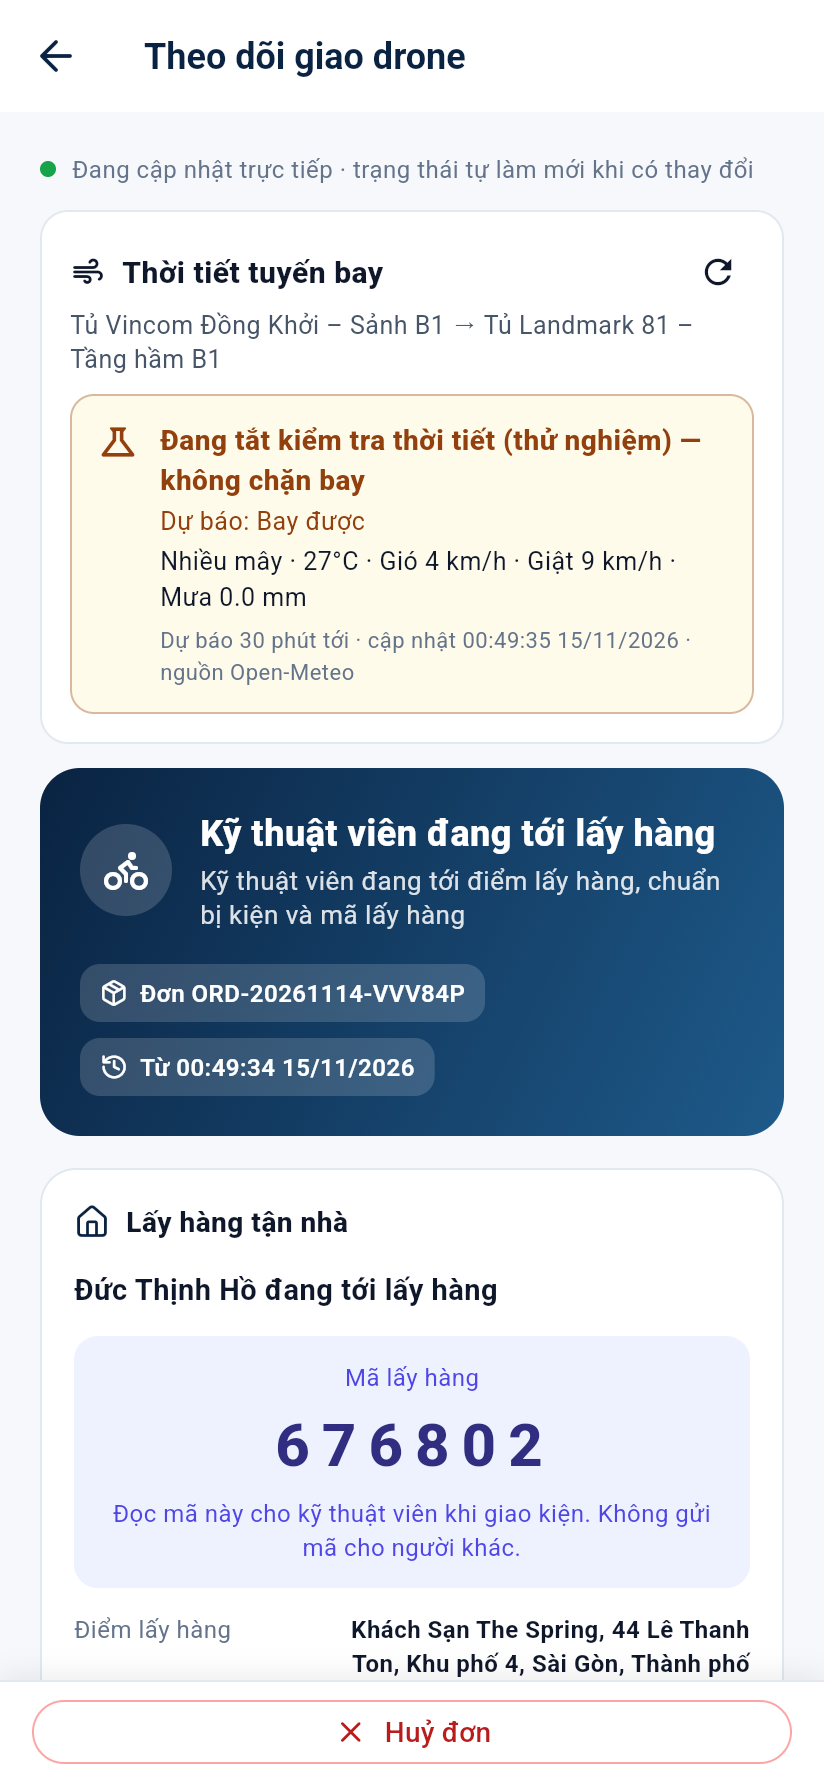 Theo dõi giao drone
Đang cập nhật trực tiếp · trạng thái tự làm mới khi có thay đổi
Thời tiết tuyến bay
Tủ Vincom Đồng Khởi – Sảnh B1 → Tủ Landmark 81 –
Tầng hầm B1
Đang tắt kiểm tra thời tiết (thử nghiệm) —
không chặn bay
Dự báo: Bay được
Nhiều mây · 27°C · Gió 4 km/h · Giật 9 km/h ·
Mưa 0.0 mm
Dự báo 30 phút tới · cập nhật 00:49:35 15/11/2026 ·
nguồn Open-Meteo
Kỹ thuật viên đang tới lấy hàng
Kỹ thuật viên đang tới điểm lấy hàng, chuẩn
bị kiện và mã lấy hàng
Đơn ORD-20261114-VVV84P
Từ 00:49:34 15/11/2026
Lấy hàng tận nhà
Đức Thịnh Hồ đang tới lấy hàng
Mã lấy hàng
676802
Đọc mã này cho kỹ thuật viên khi giao kiện. Không gửi
mã cho người khác.
Điểm lấy hàng
Khách Sạn The Spring, 44 Lê Thanh
Ton, Khu phố 4, Sài Gòn, Thành phố
Huỷ đơn